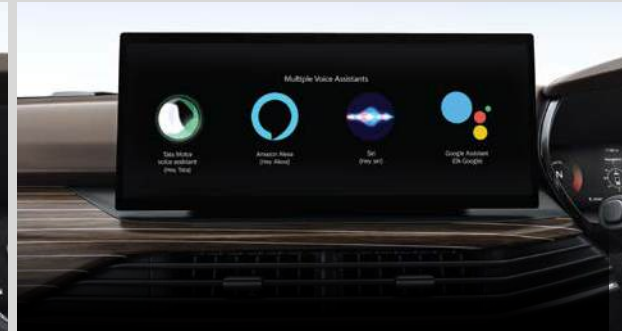 Multiple Voice Assistants
Tata Motor
voice assistant
(Hey Tata)
Amazon Alexa
(Hey Alexa)
Siri
(Hey siri)
Google Assistant
(Ok Google)
N